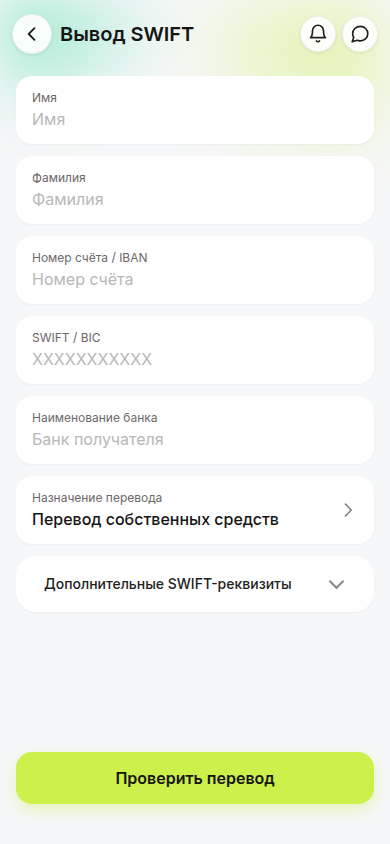 Вывод SWIFT
Имя
Имя
Фамилия
Фамилия
Номер счёта / IBAN
Номер счёта
SWIFT / BIC
XXXXXXXXXXX
Наименование банка
Банк получателя
Назначение перевода
Перевод собственных средств
Дополнительные SWIFT-реквизиты
Проверить перевод